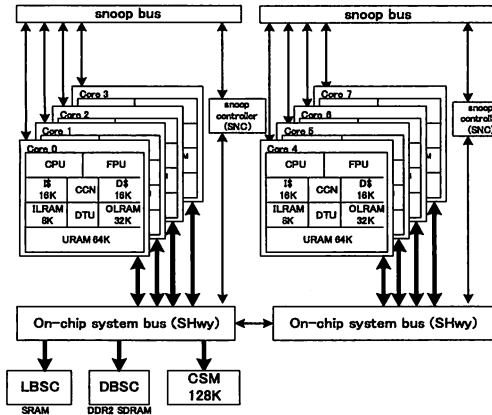 snoop bus
snoop bus
Core 3
Core 2
Core 1
Core 0
CPU FPU
I$ 16K
CCN
D$ 16K
ILRAM 8K
DTU
OLRAM 32K
URAM 64K
snoop
controller
(SNC)
Core 7
Core 6
Core 5
Core 4
CPU FPU
I$ 16K
CCN
D$ 16K
ILRAM 8K
DTU
OLRAM 32K
URAM 64K
snoop
controller
(SNC)
On-chip system bus (SHwy)
On-chip system bus (SHwy)
LBSC
DBSC
CSM
128K
SRAM
DDR2 SDRAM